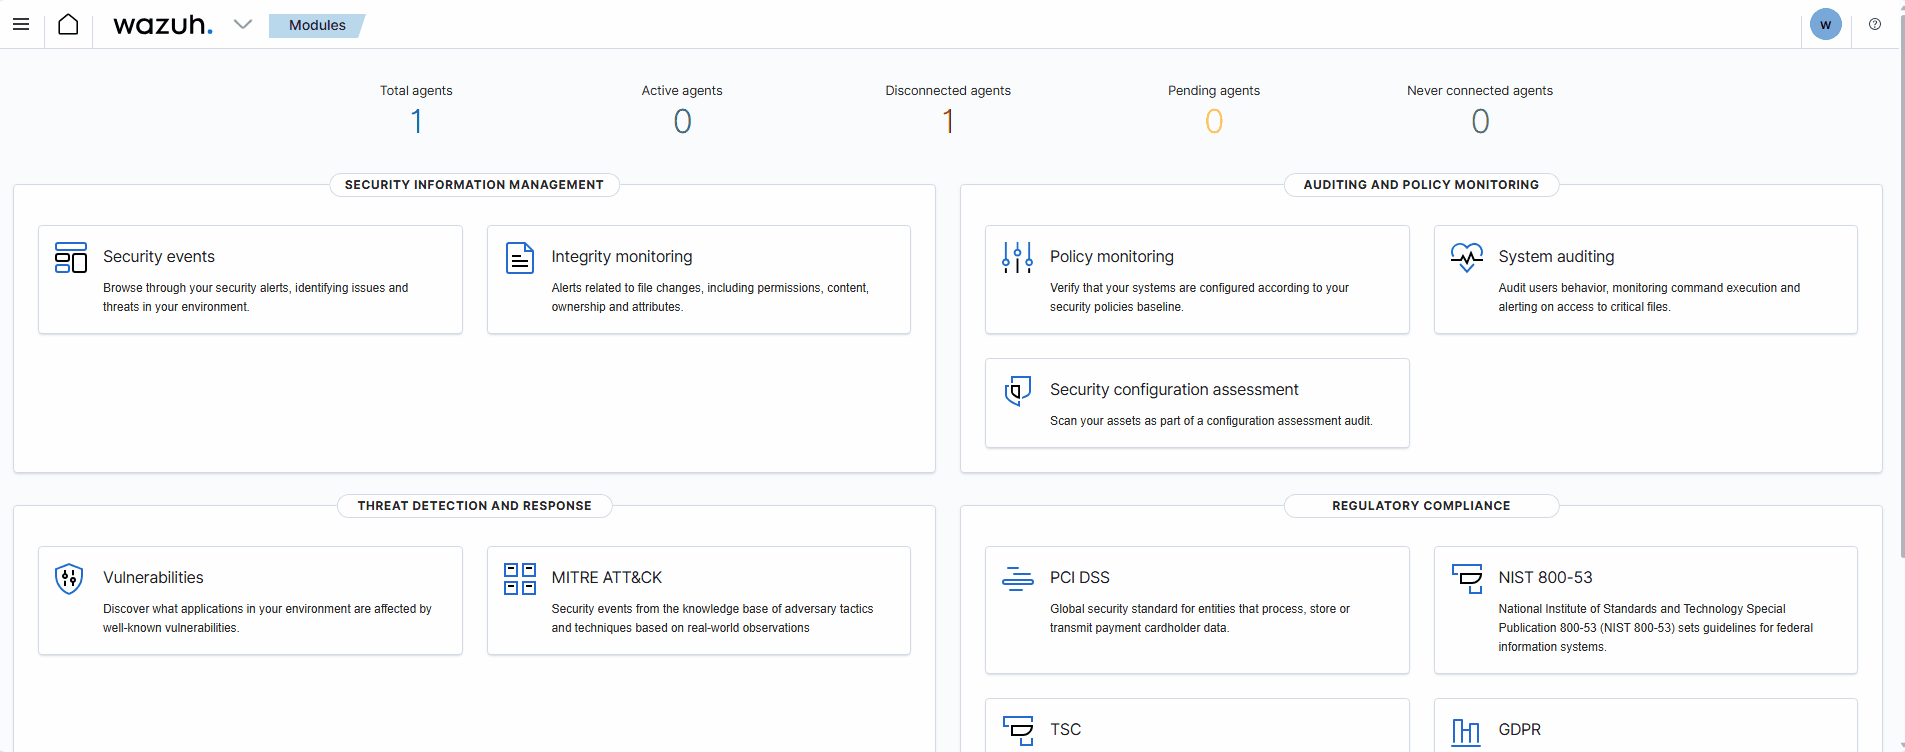 wazuh.
Modules
w
Total agents
1
Active agents
0
Disconnected agents
1
Pending agents
0
Never connected agents
0
SECURITY INFORMATION MANAGEMENT
Security events
Browse through your security alerts, identifying issues and
threats in your environment.
Integrity monitoring
Alerts related to file changes, including permissions, content,
ownership and attributes.
AUDITING AND POLICY MONITORING
Policy monitoring
Verify that your systems are configured according to your
security policies baseline.
System auditing
Audit users behavior, monitoring command execution and
alerting on access to critical files.
Security configuration assessment
Scan your assets as part of a configuration assessment audit.
THREAT DETECTION AND RESPONSE
Vulnerabilities
Discover what applications in your environment are affected by
well-known vulnerabilities.
MITRE ATT&CK
Security events from the knowledge base of adversary tactics
and techniques based on real-world observations
REGULATORY COMPLIANCE
PCI DSS
Global security standard for entities that process, store or
transmit payment cardholder data.
NIST 800-53
National Institute of Standards and Technology Special
Publication 800-53 (NIST 800-53) sets guidelines for federal
information systems.
TSC
GDPR